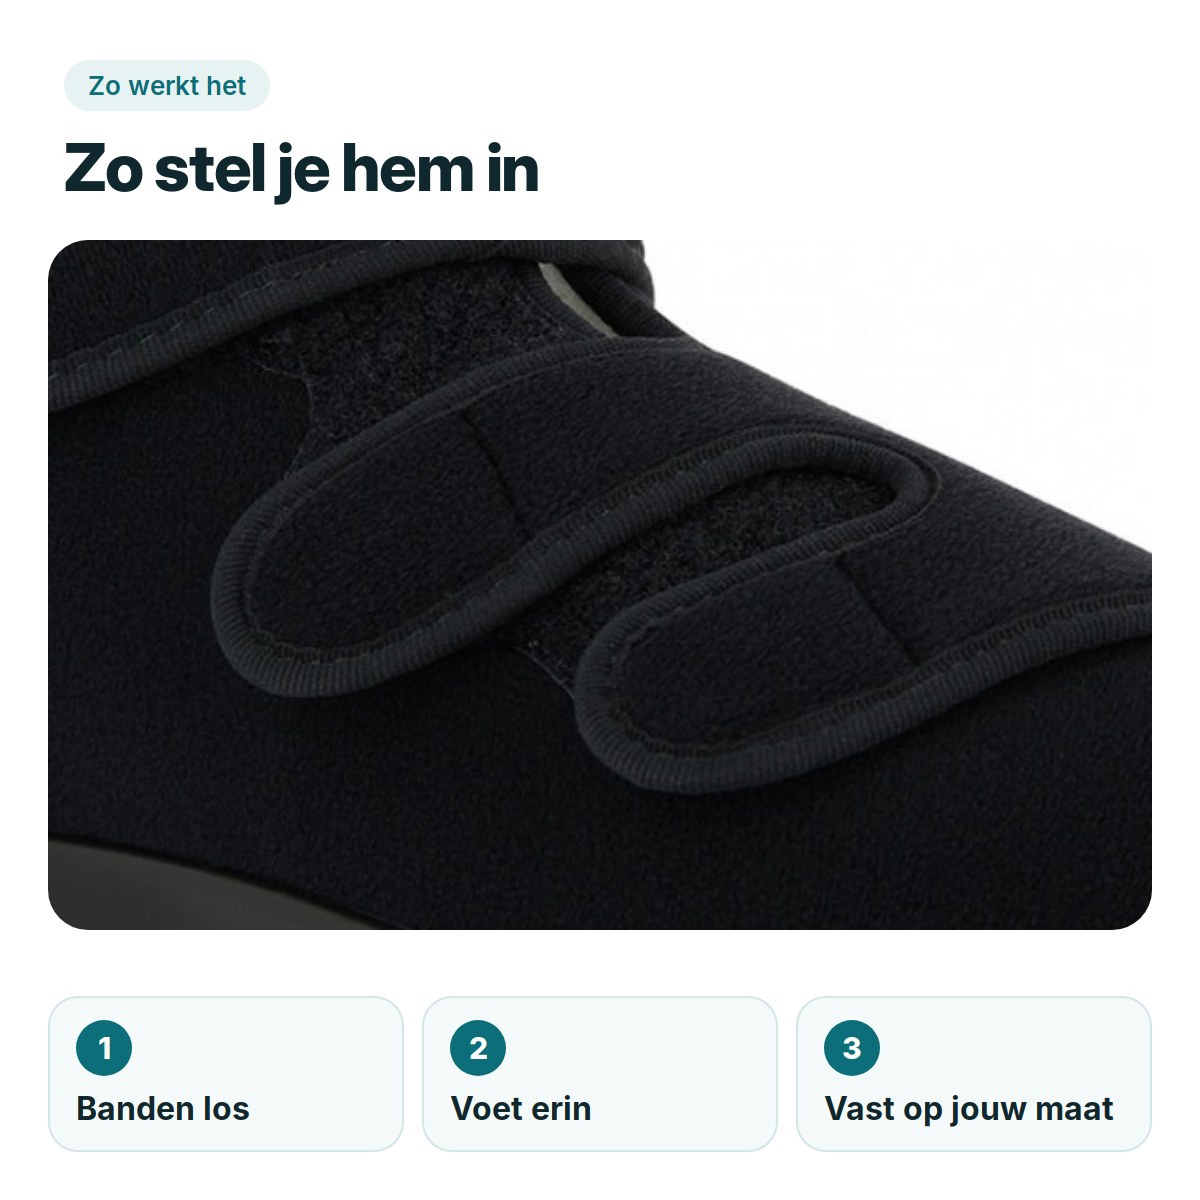 Zo werkt het
Zo stel je hem in
1
Banden los
2
Voet erin
3
Vast op jouw maat